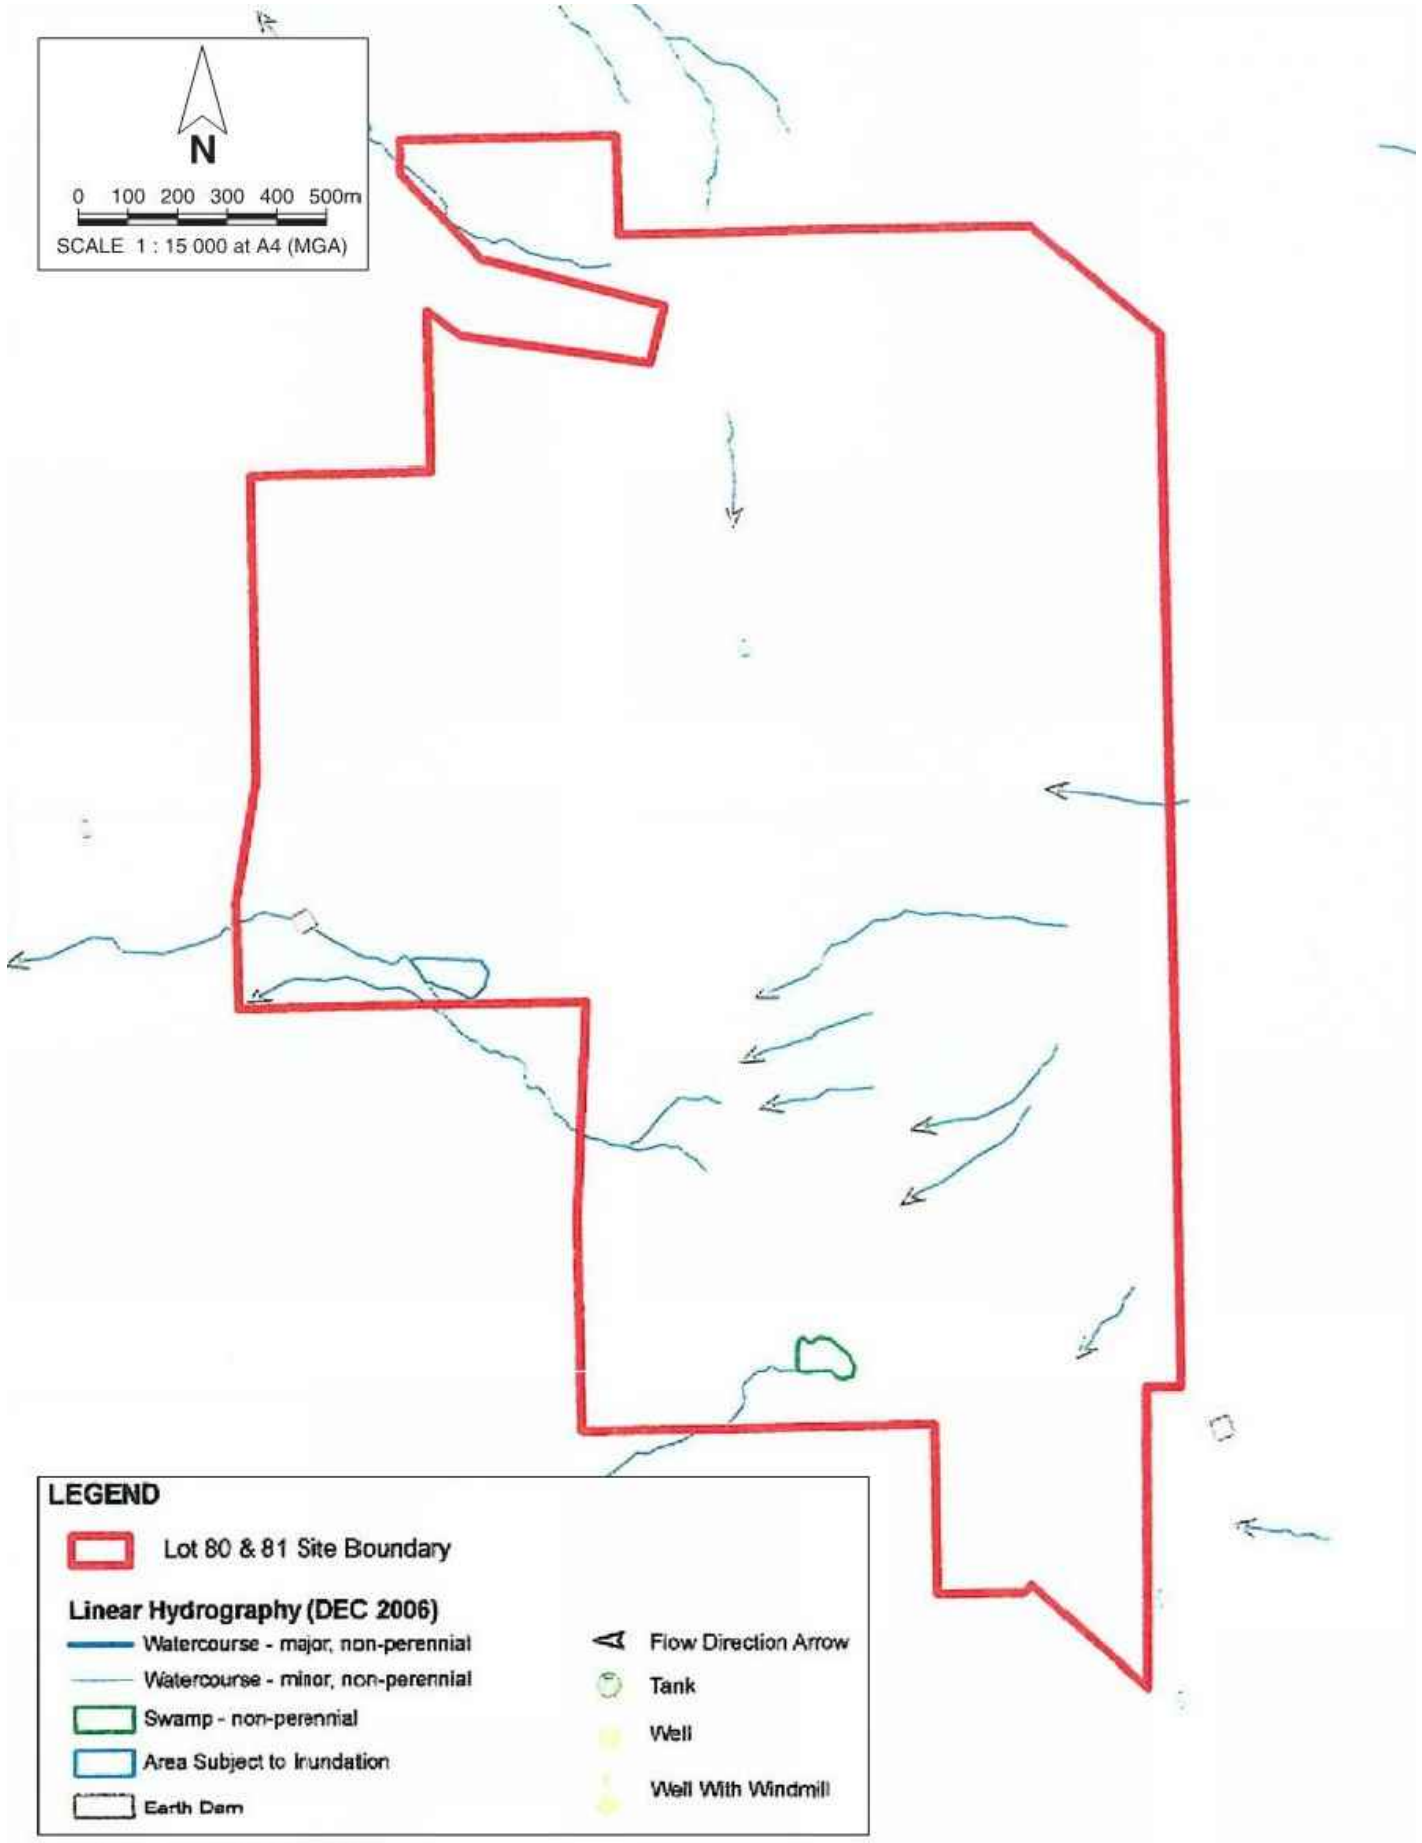 N
0 100 200 300 400 500m
SCALE 1 : 15 000 at A4 (MGA)
LEGEND
Lot 80 & 81 Site Boundary
Linear Hydrography (DEC 2006)
Watercourse - major, non-perennial
Watercourse - minor, non-perennial
Swamp - non-perennial
Area Subject to Inundation
Earth Dam
Flow Direction Arrow
Tank
Well
Well With Windmill